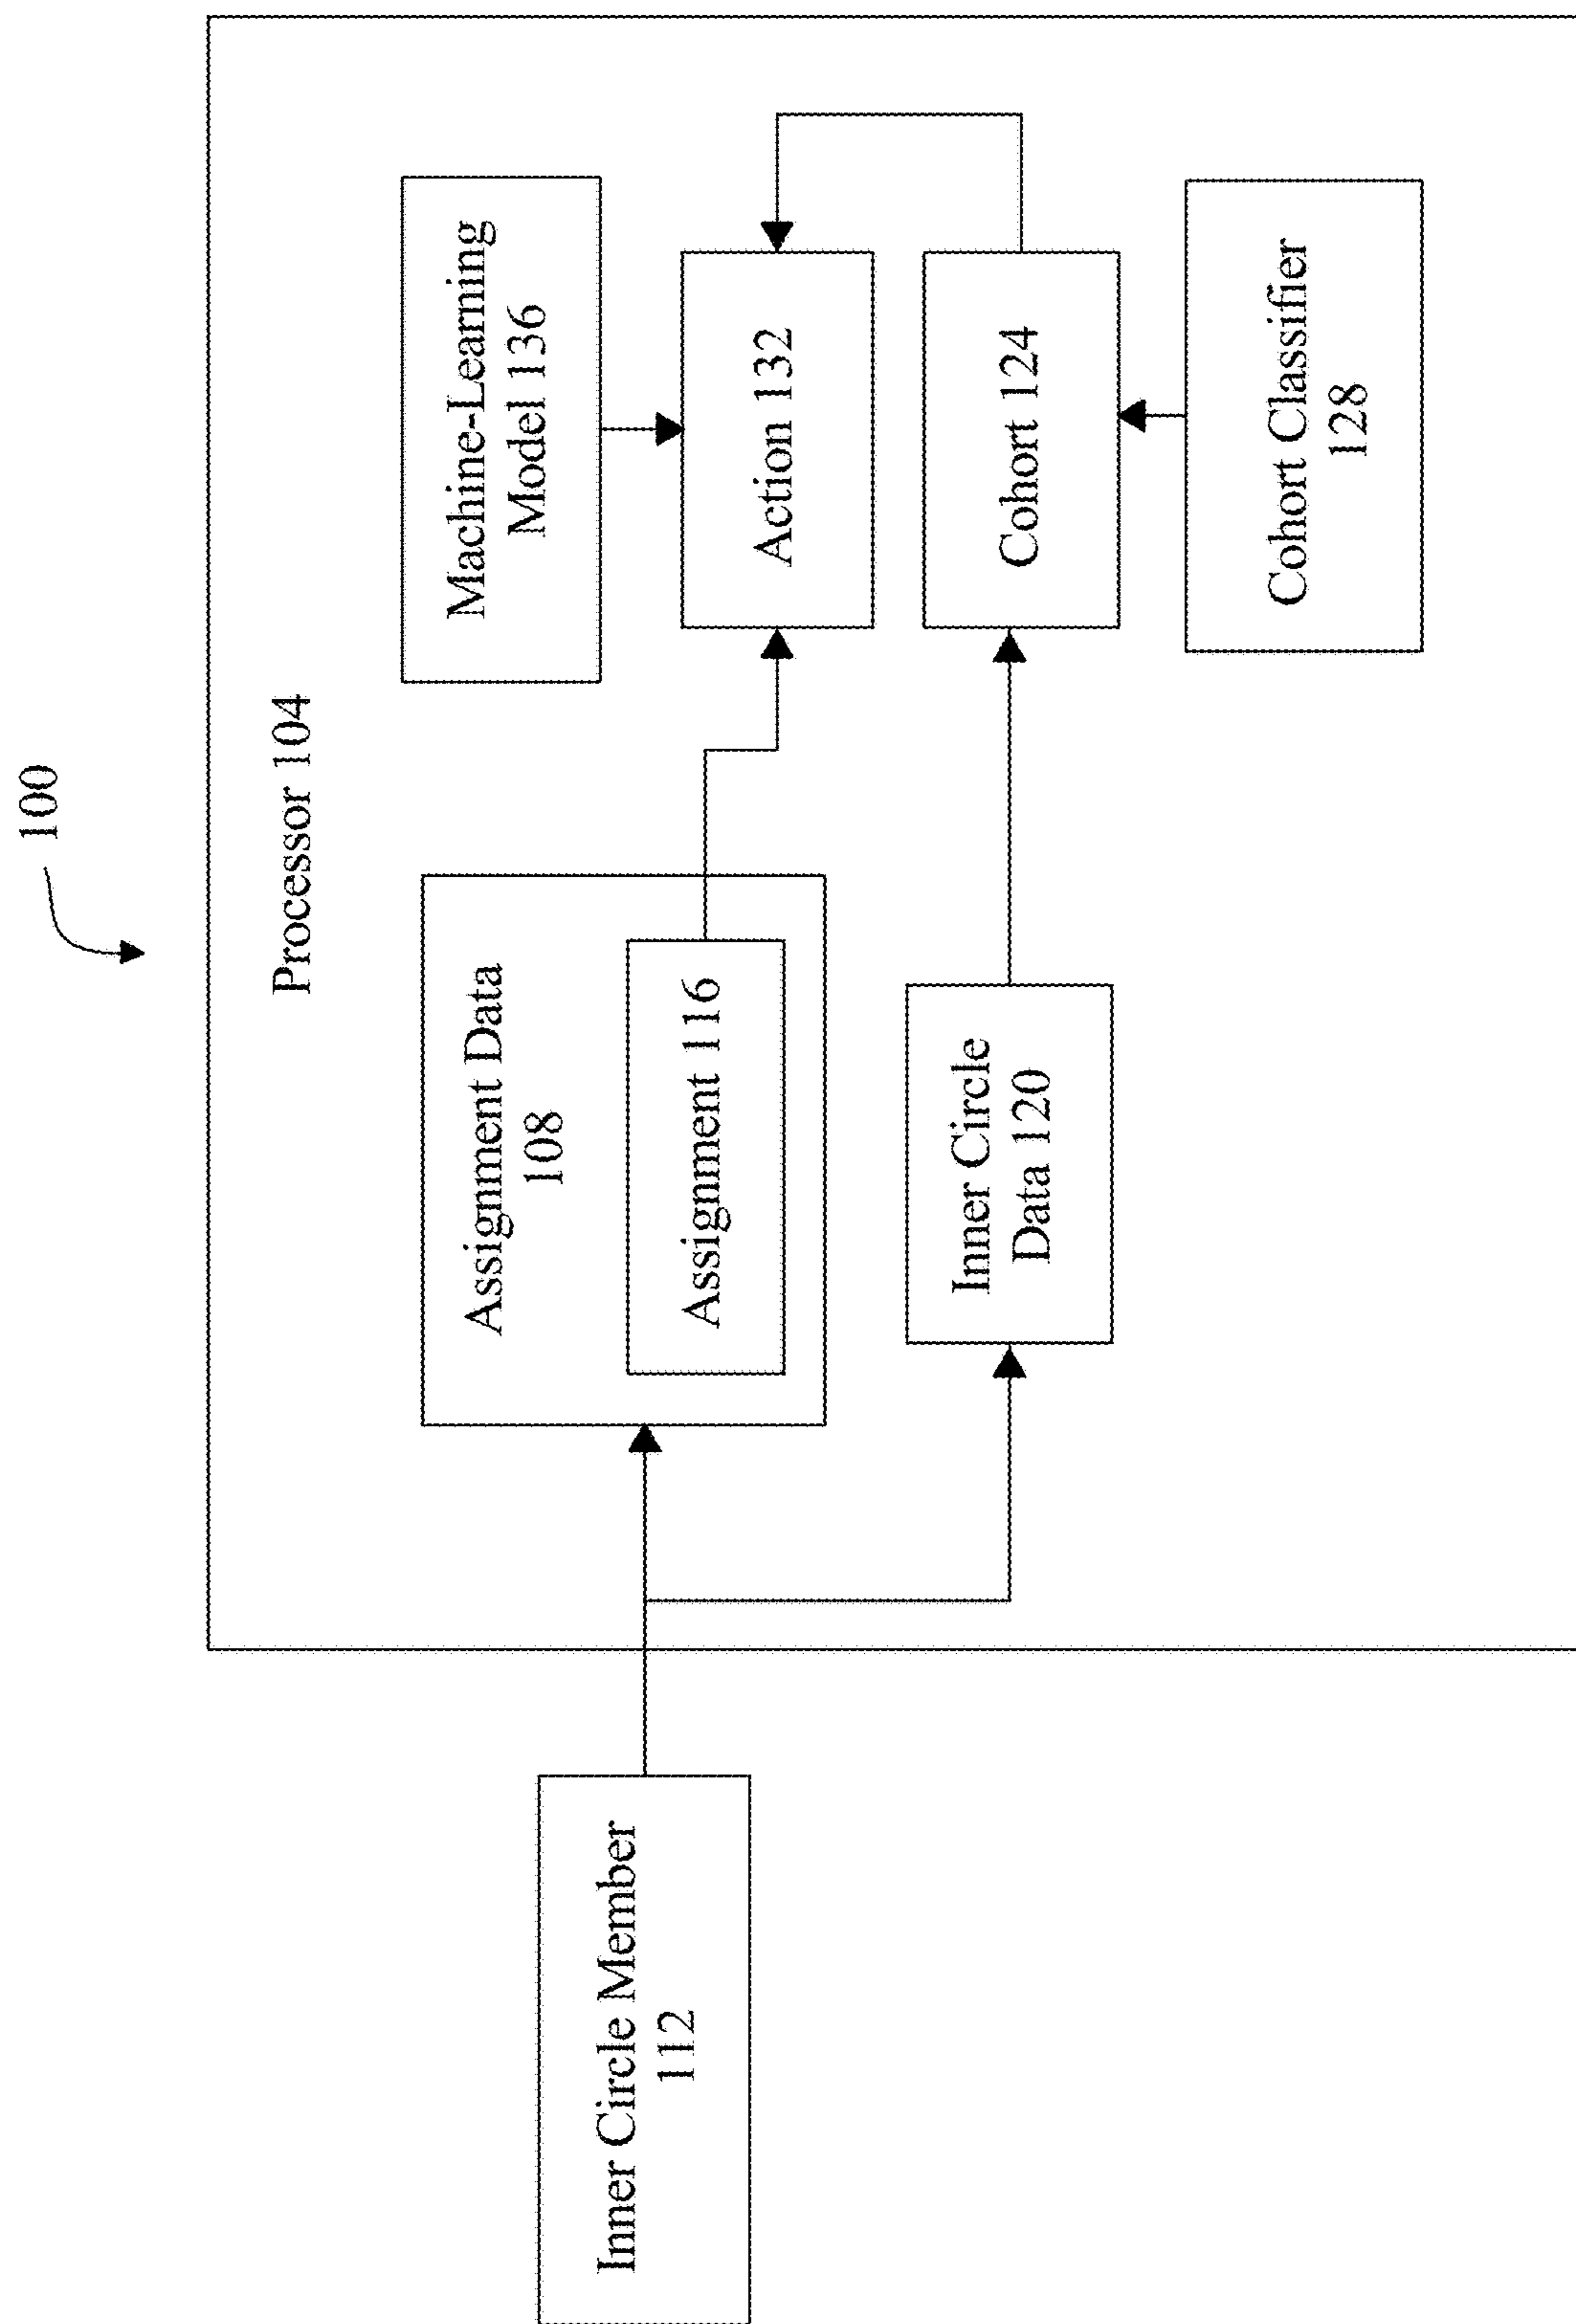 100
Processor 104
Inner Circle Member
112
Assignment Data
108
Assignment 116
Inner Circle
Data 120
Machine-Learning
Model 136
Action 132
Cohort 124
Cohort Classifier
128